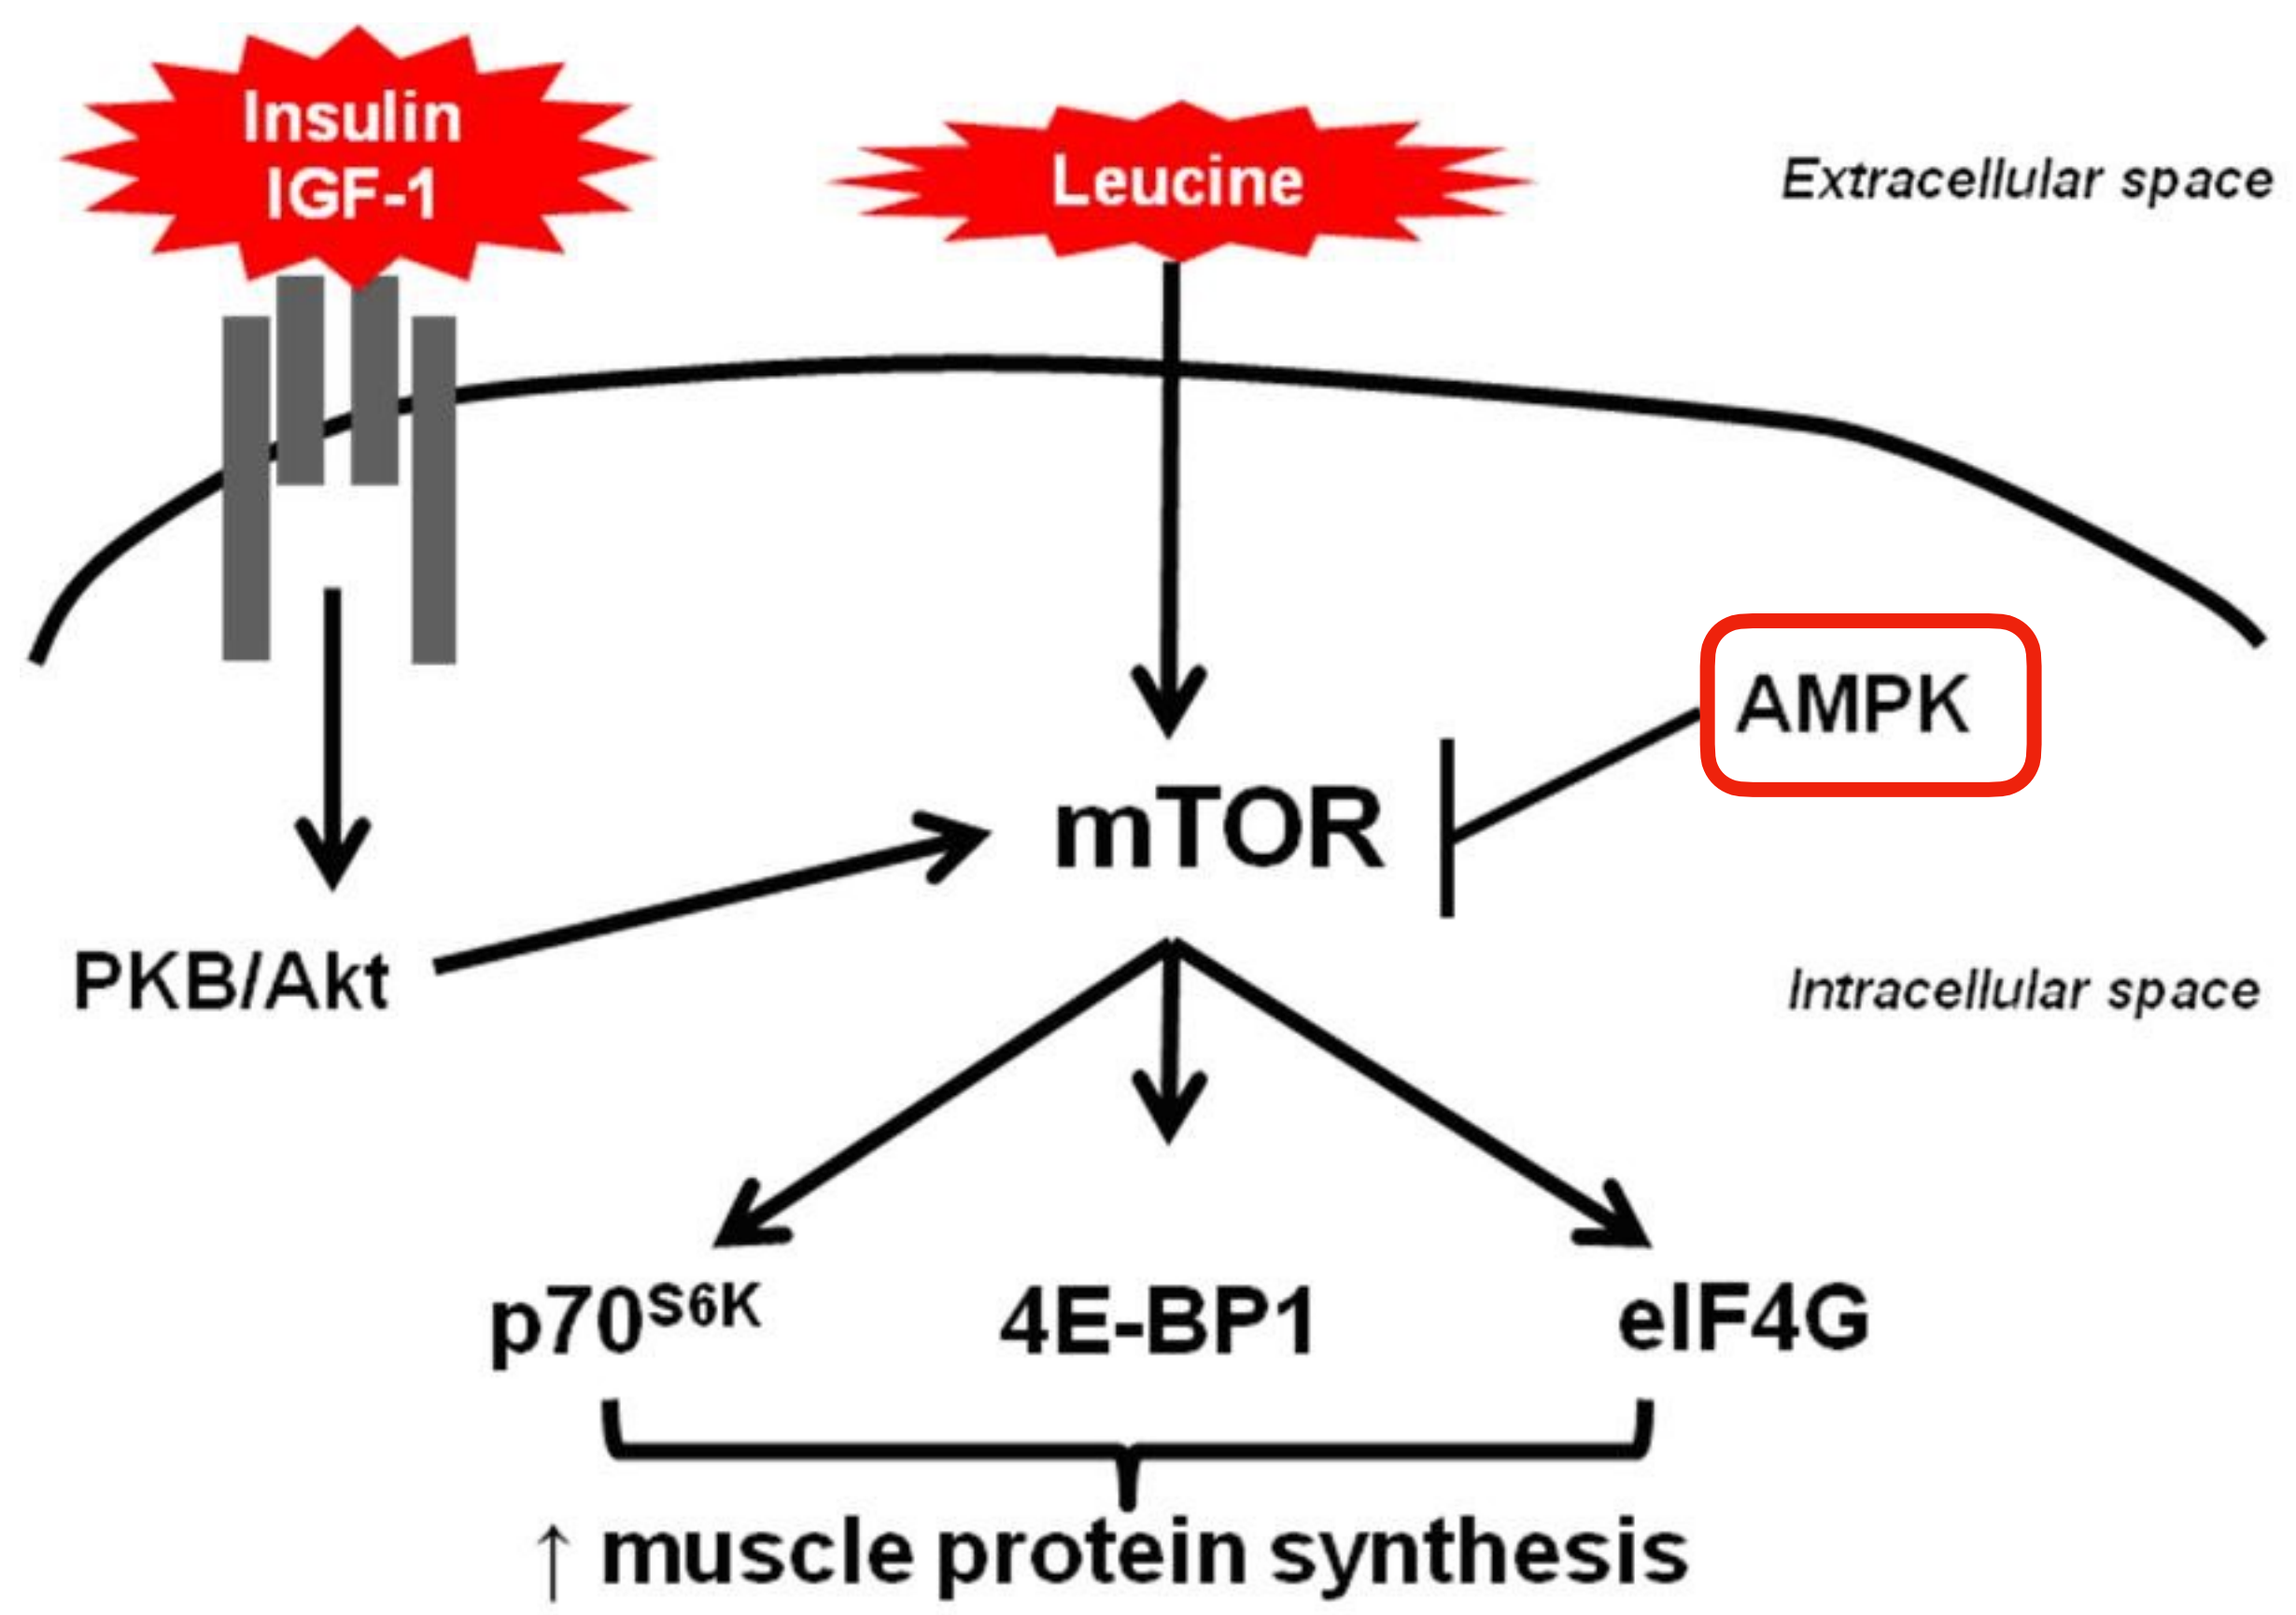 Insulin
IGF-1
Leucine
Extracellular space
AMPK
mTOR
PKB/Akt
Intracellular space
p70S6K
4E-BP1
eIF4G
↑ muscle protein synthesis